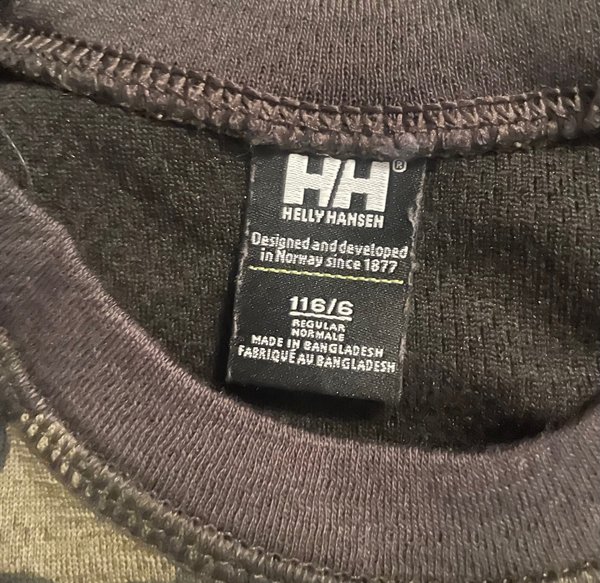 HH®
HELLY HANSEN
Designed and developed
in Norway since 1877
116/6
REGULAR
NORMALE
MADE IN BANGLADESH
FABRIQUÉ AU BANGLADESH